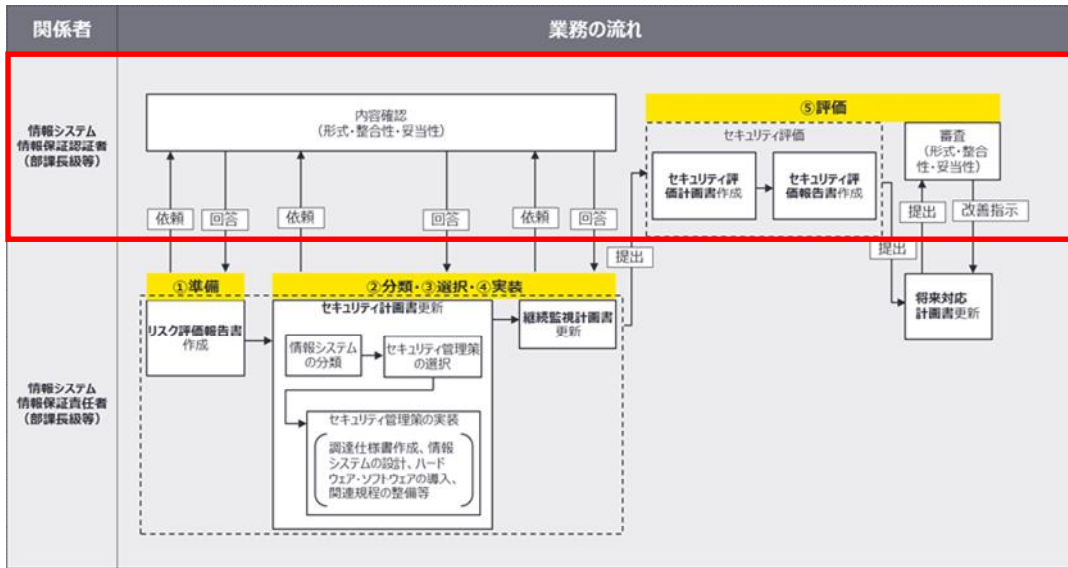 関係者
業務の流れ
情報システム
情報保証認証者
(部課長級等)
内容確認
(形式・整合性・妥当性)
依頼
回答
依頼
回答
依頼
回答
⑤評価
セキュリティ評価
セキュリティ評
価計画書作成
セキュリティ評
価報告書作成
審査
(形式・整合
性・妥当性)
提出
改善指示
提出
提出
情報システム
情報保証責任者
(部課長級等)
①準備
リスク評価報告書
作成
②分類・③選択・④実装
セキュリティ計画書更新
情報システム
の分類
セキュリティ管理策
の選択
セキュリティ管理策の実装
調達仕様書作成、情報
システムの設計、ハード
ウェア・ソフトウェアの導入、
関連規程の整備等
継続監視計画書
更新
将来対応
計画書更新